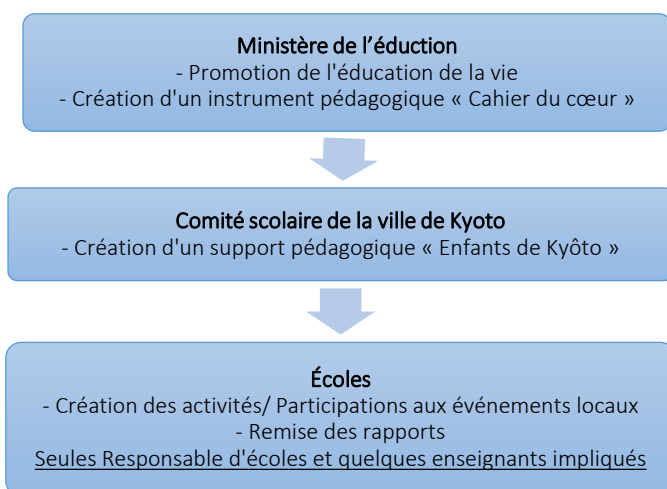 Ministère de l'éduction
- Promotion de l'éducation de la vie
- Création d'un instrument pédagogique « Cahier du cœur »
Comité scolaire de la ville de Kyoto
- Création d'un support pédagogique « Enfants de Kyôto »
Écoles
- Création des activités/ Participations aux événements locaux
- Remise des rapports
Seules Responsable d'écoles et quelques enseignants impliqués